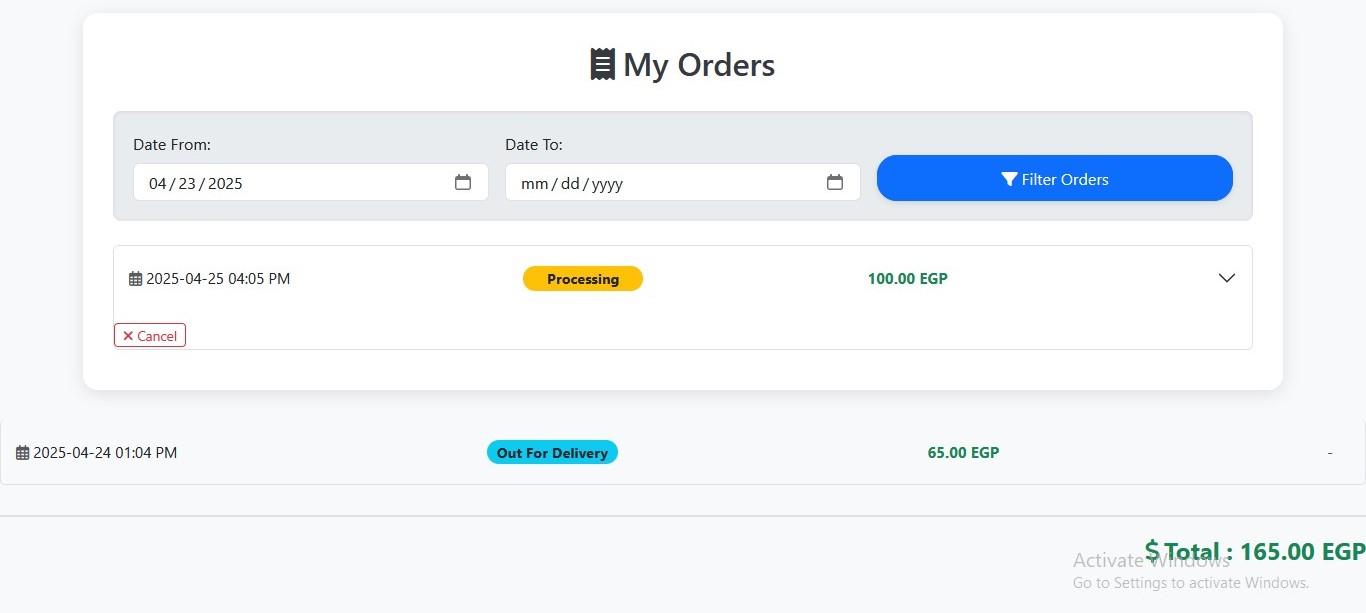 My Orders
Date From:
Date To:
04/23/2025
mm/dd/yyyy
Filter Orders
2025-04-25 04:05 PM
Processing
100.00 EGP
Cancel
2025-04-24 01:04 PM
Out For Delivery
65.00 EGP
-
$ Total : 165.00 EGP
Activate Windows
Go to Settings to activate Windows.